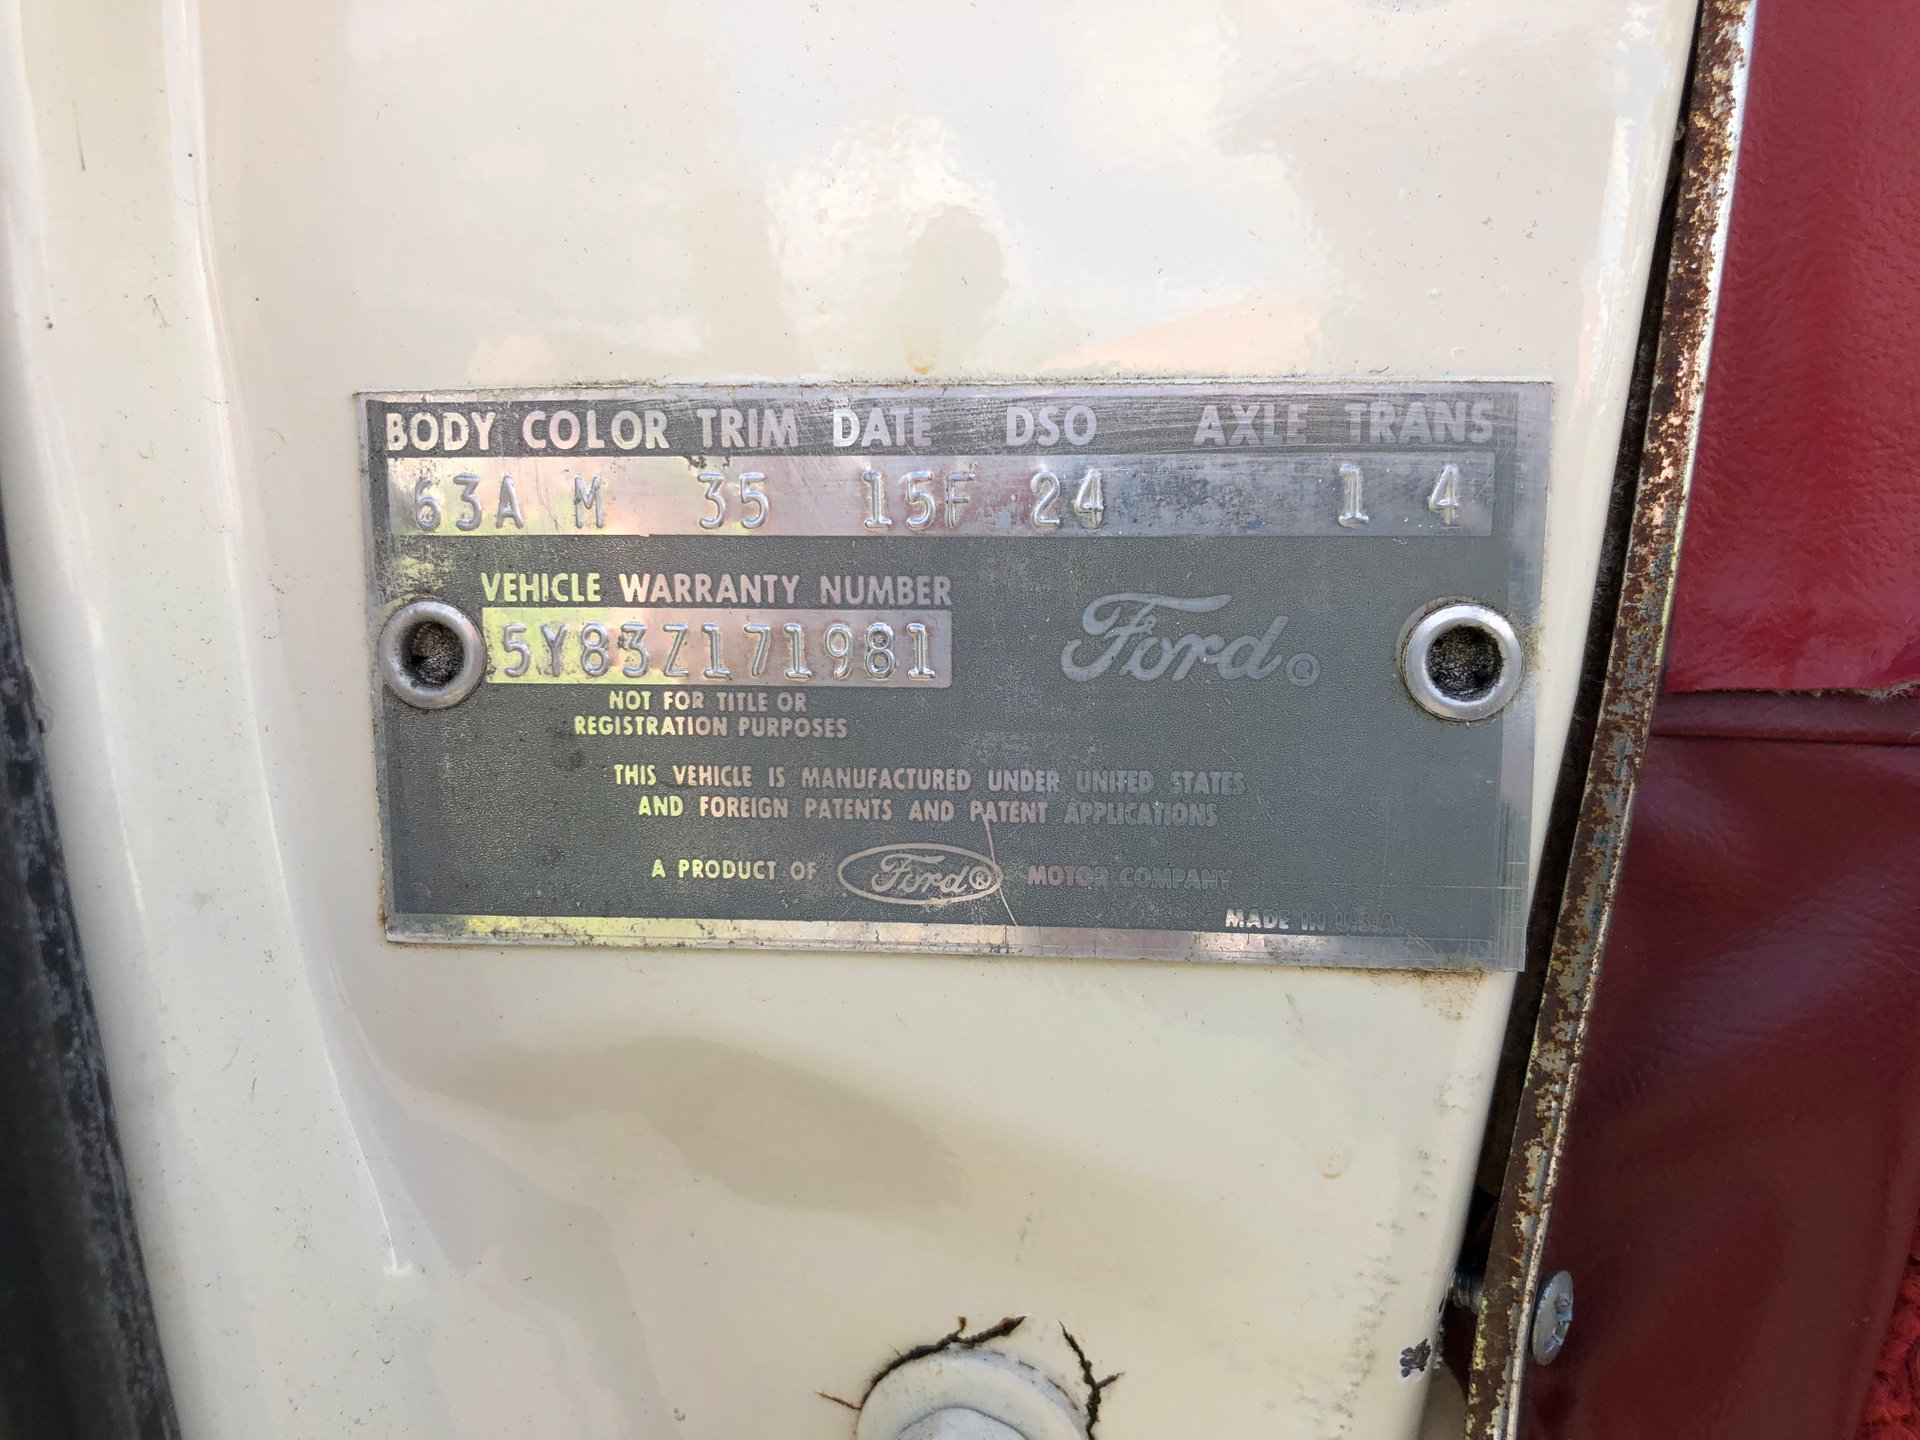 BODY COLOR TRIM DATE DSO AXLE TRANS
63A M 35 15F 24 1 4
VEHICLE WARRANTY NUMBER
5Y83Z171981
Ford®
NOT FOR TITLE OR
REGISTRATION PURPOSES
THIS VEHICLE IS MANUFACTURED UNDER UNITED STATES
AND FOREIGN PATENTS AND PATENT APPLICATIONS
A PRODUCT OF Ford® MOTOR COMPANY
MADE IN U.S.A.